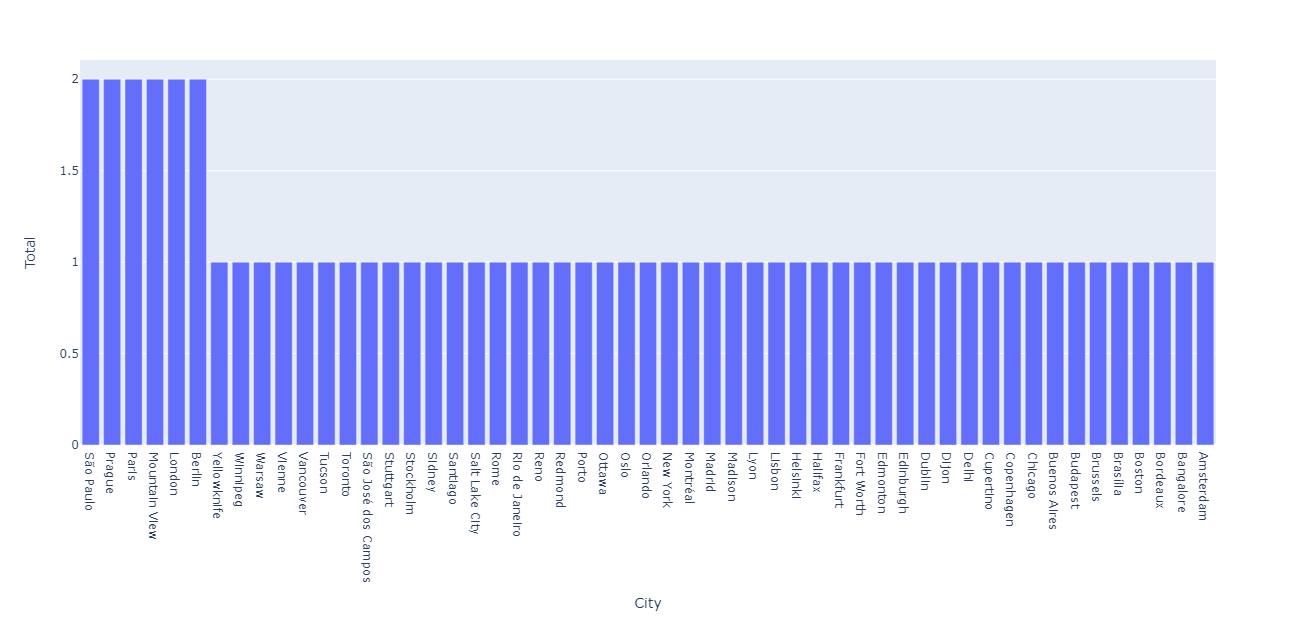 2
1.5
1
0.5
0
Total
São Paulo
Prague
Paris
Mountain View
London
Berlin
Yellowknife
Winnipeg
Warsaw
Vienne
Vancouver
Tucson
Toronto
São José dos Campos
Stuttgart
Stockholm
Sidney
Santiago
Salt Lake City
Rome
Rio de Janeiro
Reno
Redmond
Porto
Ottawa
Oslo
Orlando
New York
Montréal
Madrid
Madison
Lyon
Lisbon
Helsinki
Halifax
Frankfurt
Fort Worth
Edmonton
Edinburgh
Dublin
Dijon
Delhi
Cupertino
Copenhagen
Chicago
Buenos Aires
Budapest
Brussels
Brasília
Boston
Bordeaux
Bangalore
Amsterdam
City